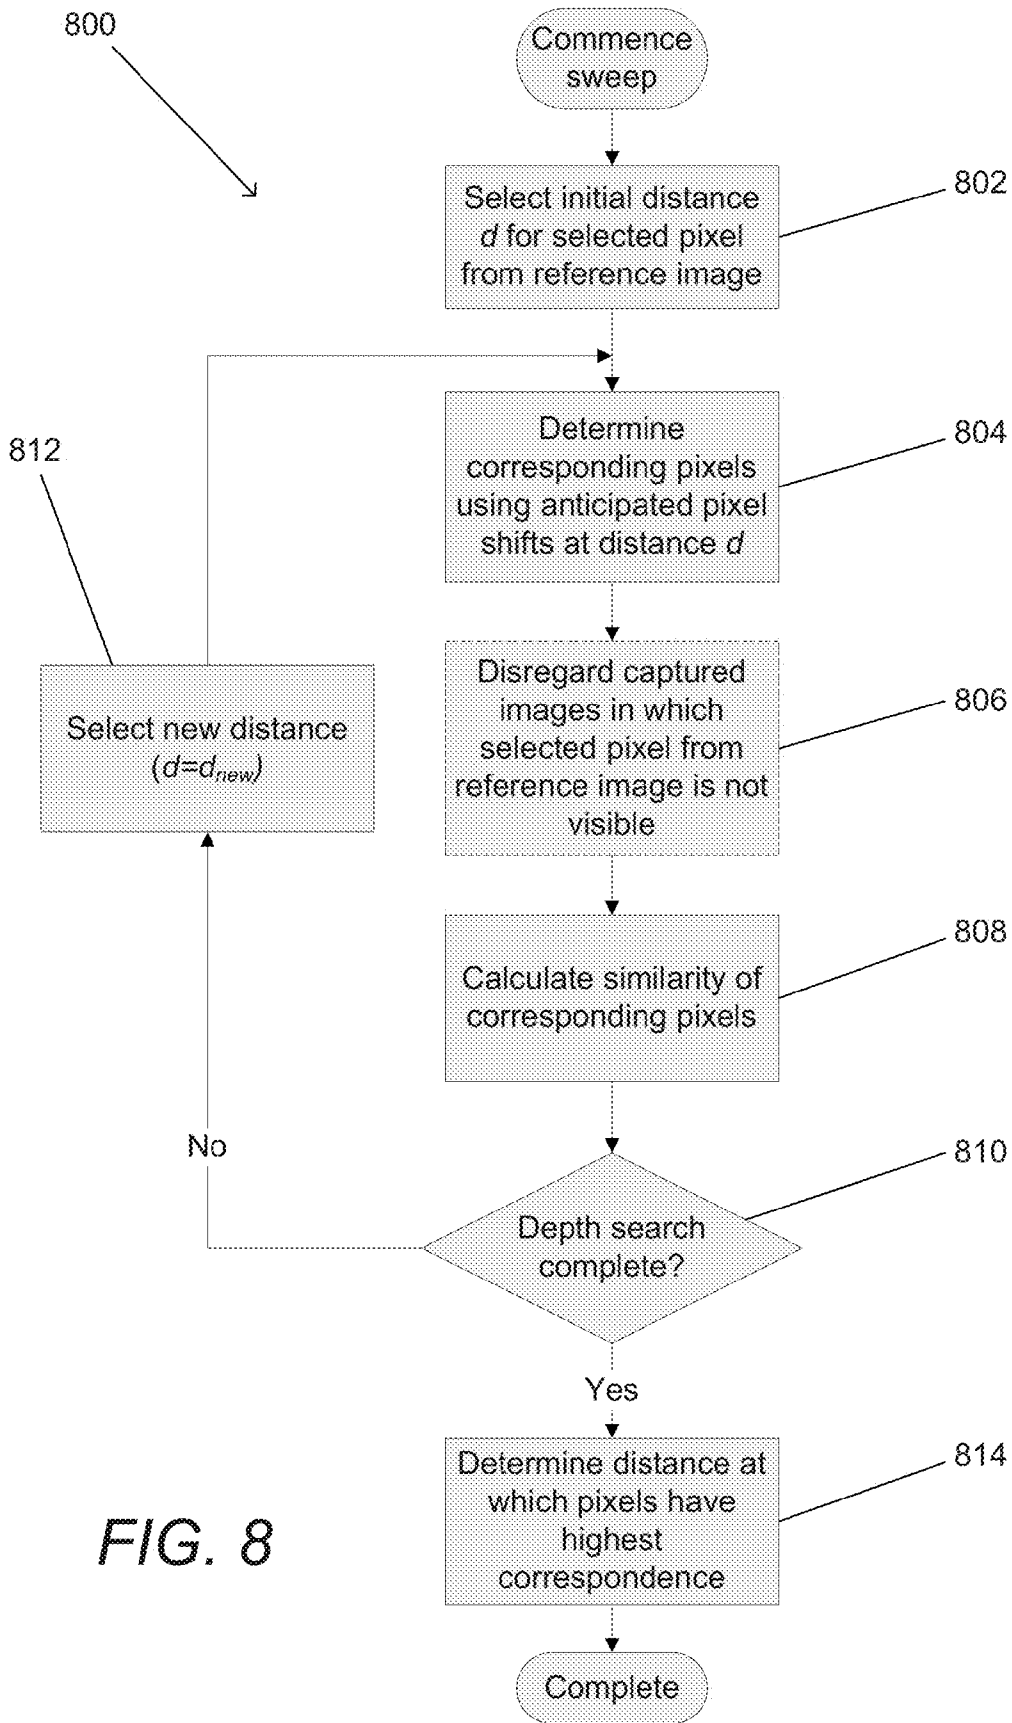 800
Commence
sweep
802
Select initial distance
d for selected pixel
from reference image
804
Determine
corresponding pixels
using anticipated pixel
shifts at distance d
812
Select new distance
(d=dnew)
806
Disregard captured
images in which
selected pixel from
reference image is not
visible
808
Calculate similarity of
corresponding pixels
810
No
Depth search
complete?
Yes
814
Determine distance at
which pixels have
highest
correspondence
FIG. 8
Complete